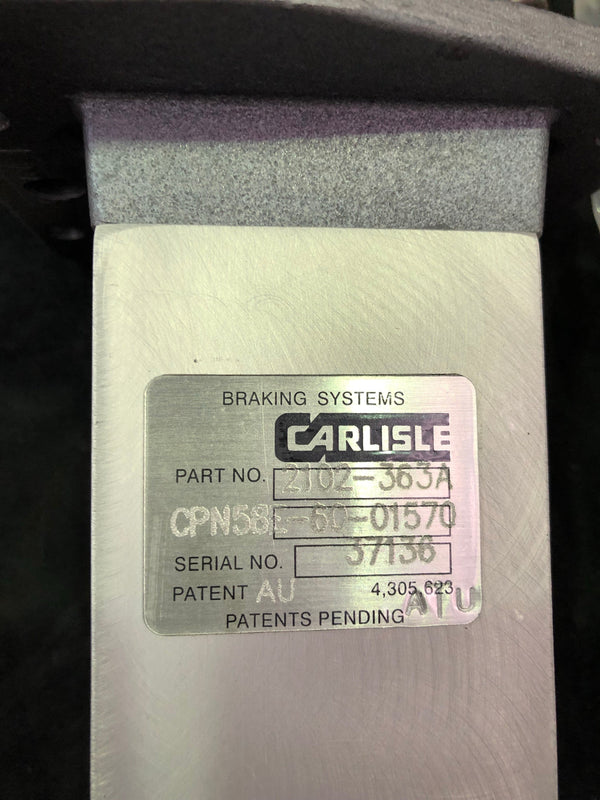 BRAKING SYSTEMS
CARLISLE
PART NO. 2102-363A
CPN58E-60-01570
SERIAL NO. 37136
PATENT AU 4,305,623
ATU
PATENTS PENDING